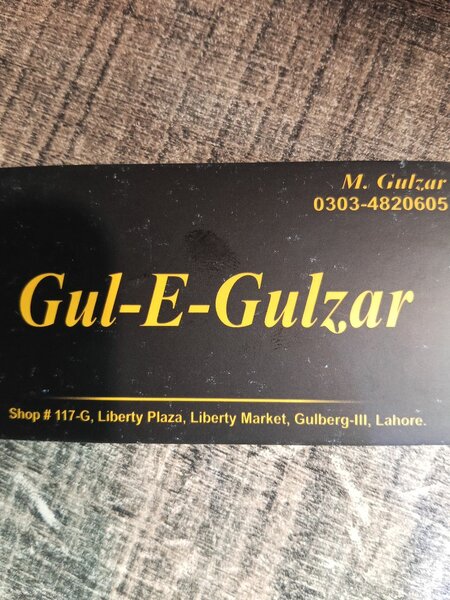 M. Gulzar
0303-4820605
Gul-E-Gulzar
Shop # 117-G, Liberty Plaza, Liberty Market, Gulberg-III, Lahore.